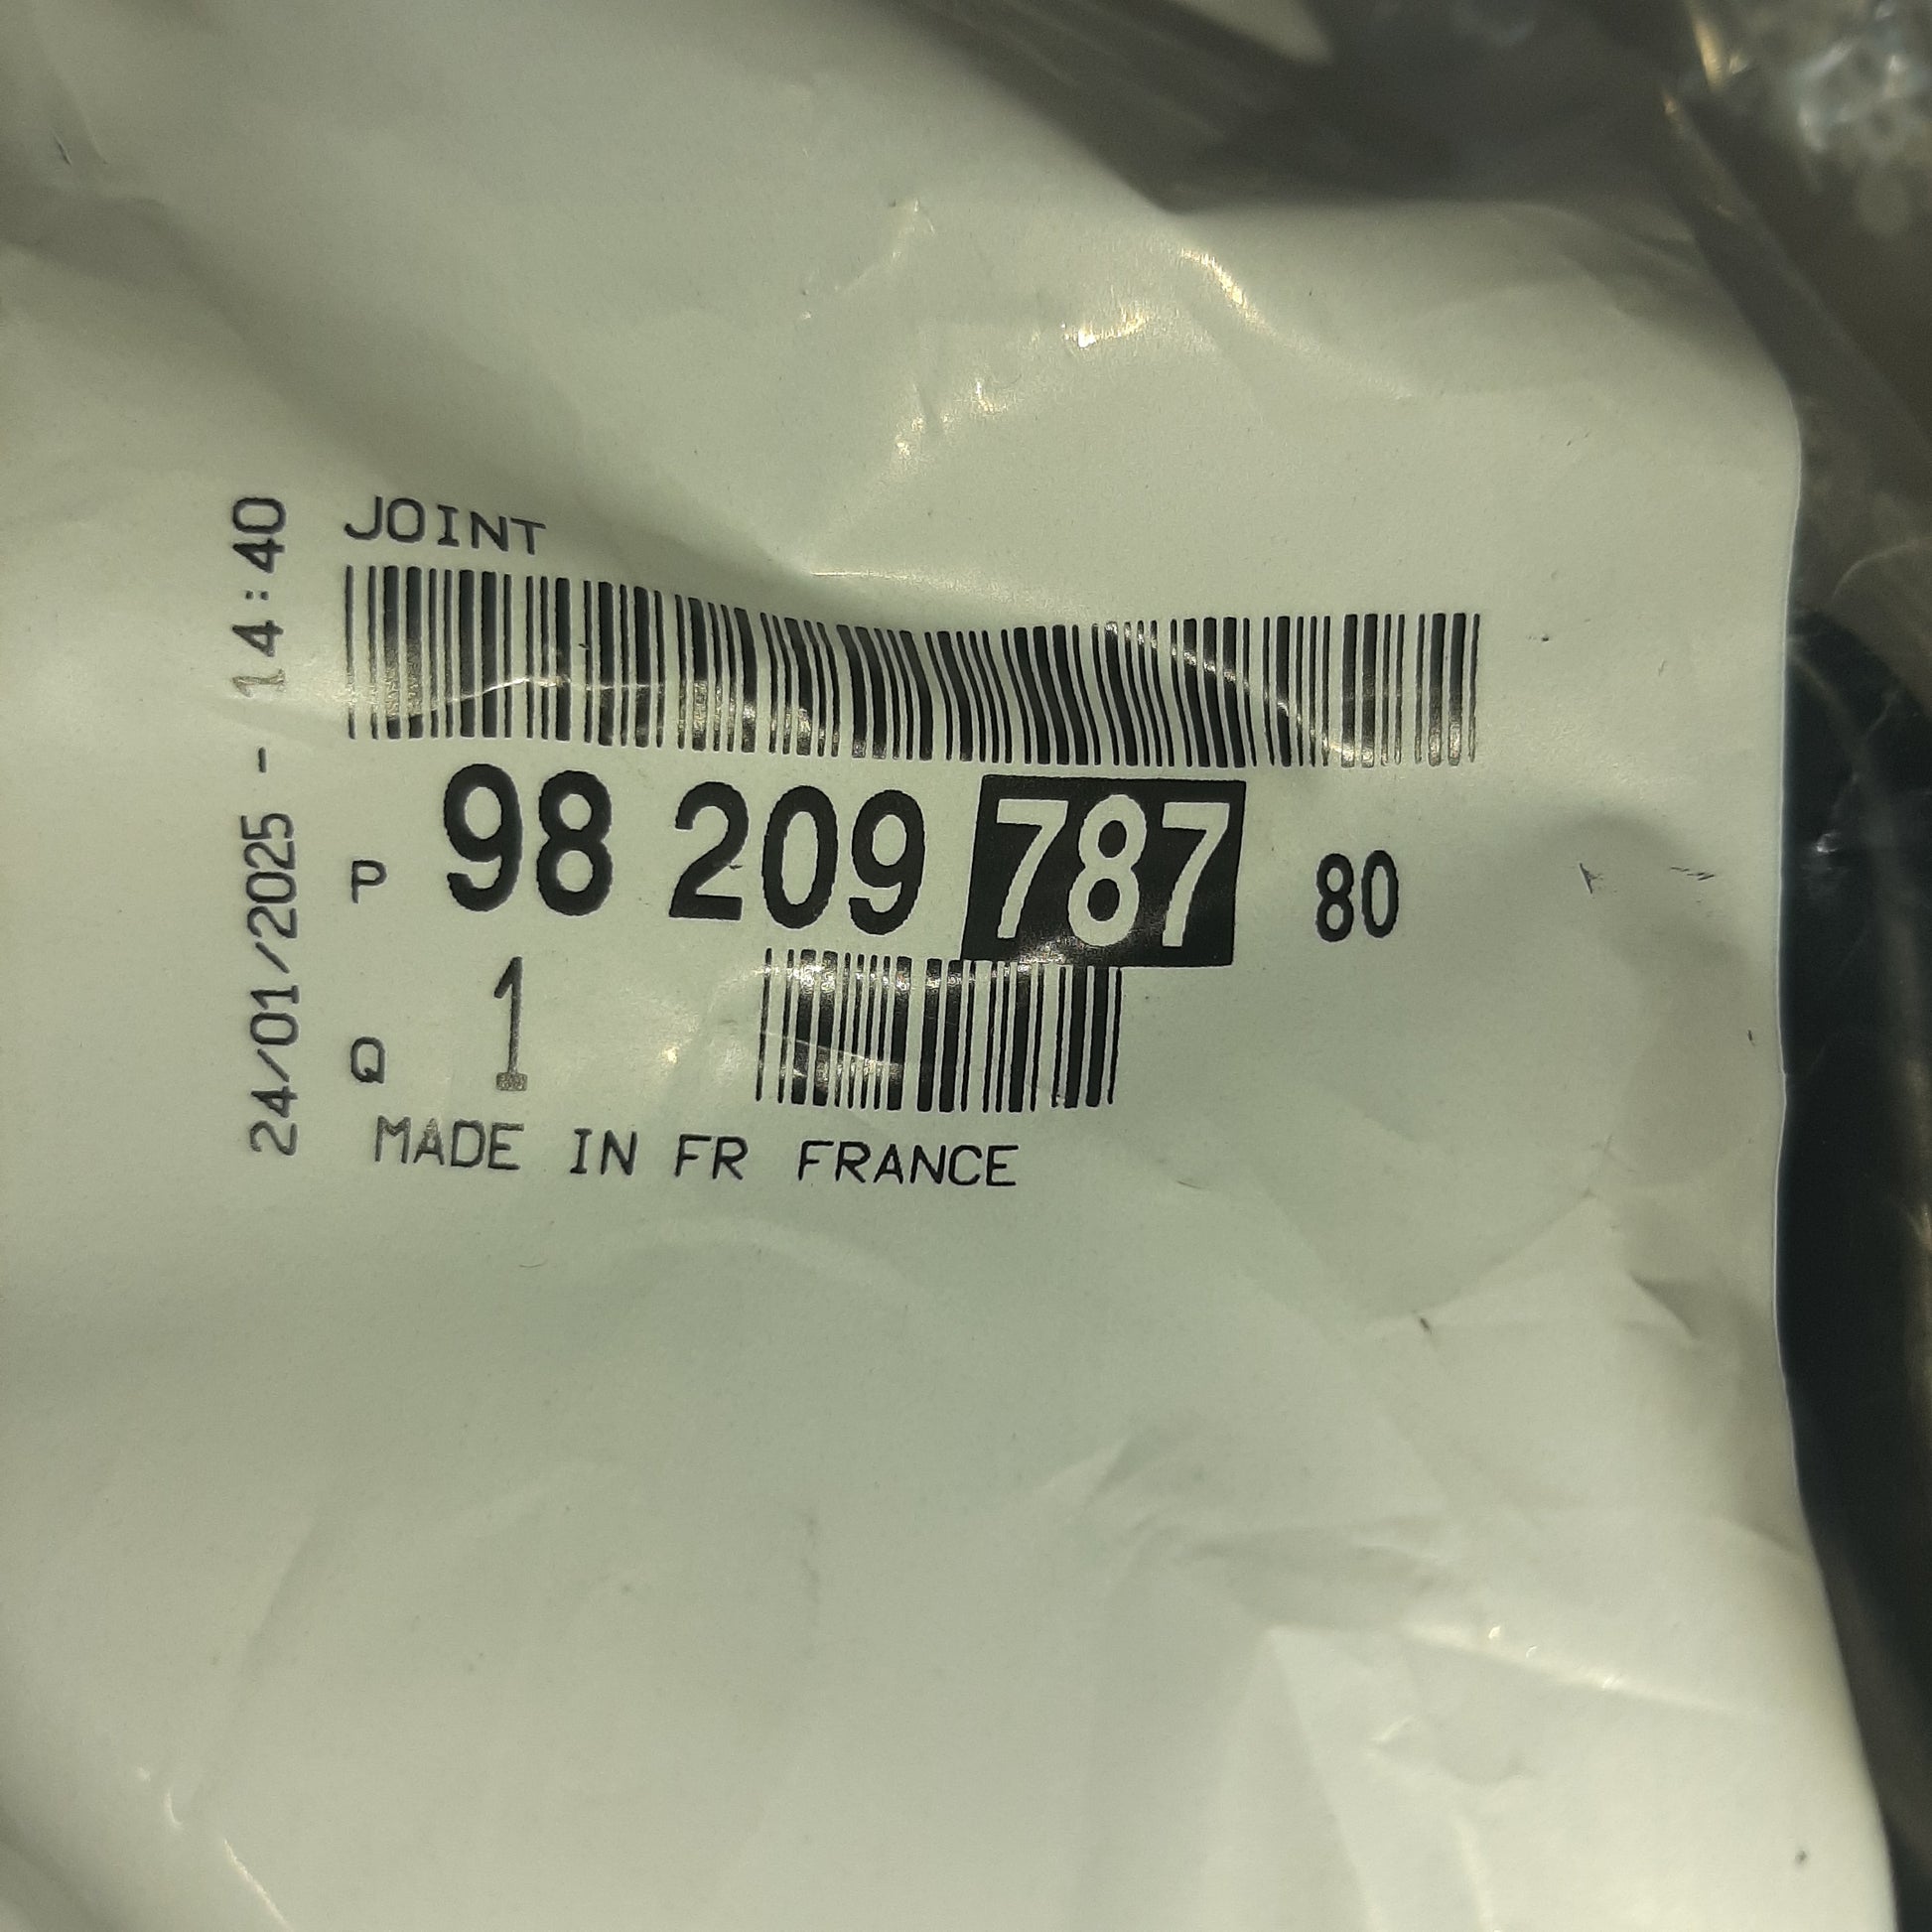 JOINT
P 98 209 787 80
Q 1
MADE IN FR FRANCE
24/01/2025 - 14:40